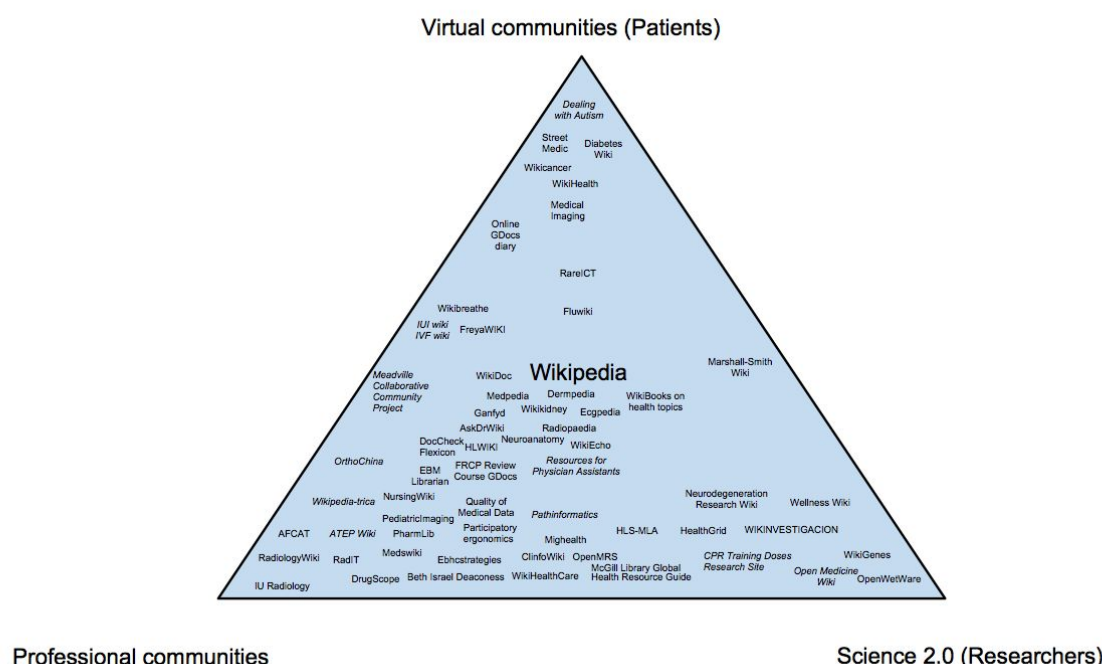 Virtual communities (Patients)
Dealing
with Autism
Street
Medic
Diabetes
Wiki
Wikicancer
WikiHealth
Medical
Imaging
Online
GDocs
diary
RareICT
Wikibreathe
Fluwiki
IUI wiki
IVF wiki
FreyaWIKI
Marshall-Smith
Wiki
Wikipedia
Meadville
Collaborative
Community
Project
WikiDoc
Medpedia
Dermpedia
WikiBooks on
health topics
Ganfyd
Wikikidney
Ecgpedia
AskDrWiki
Radiopaedia
DocCheck
Flexicon
HLWIKI
Neuroanatomy
WikiEcho
OrthoChina
EBM
Librarian
FRCP Review
Course GDocs
Resources for
Physician Assistants
Wikipedia-trica
NursingWiki
Quality of
Medical Data
Neurodegeneration
Research Wiki
Wellness Wiki
PediatricImaging
Pathinformatics
AFCAT
ATEP Wiki
PharmLib
Participatory
ergonomics
Mighealth
HLS-MLA
HealthGrid
WIKINVESTIGACION
RadiologyWiki
RadIT
Medswiki
Ebhcstrategies
ClinfoWiki
OpenMRS
CPR Training Doses
Research Site
WikiGenes
IU Radiology
DrugScope
Beth Israel Deaconess
WikiHealthCare
McGill Library Global
Health Resource Guide
Open Medicine
Wiki
OpenWetWare
Professional communities
Science 2.0 (Researchers)